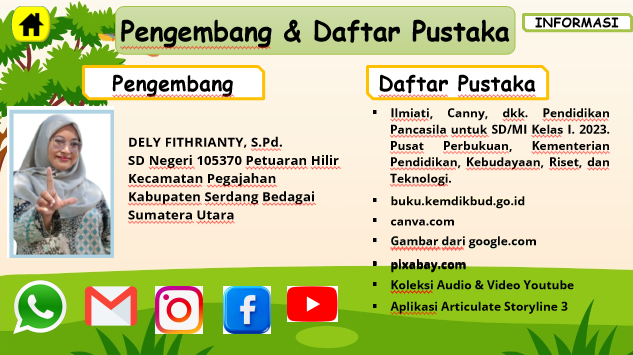 Pengembang & Daftar Pustaka
INFORMASI
Pengembang
DELY FITHRIANTY, S.Pd.
SD Negeri 105370 Petuaran Hilir
Kecamatan Pegajahan
Kabupaten Serdang Bedagai
Sumatera Utara
Daftar Pustaka
▪ Ilmiati, Canny, dkk. Pendidikan
Pancasila untuk SD/MI Kelas I. 2023.
Pusat Perbukuan, Kementerian
Pendidikan, Kebudayaan, Riset, dan
Teknologi.
▪ buku.kemdikbud.go.id
▪ canva.com
▪ Gambar dari google.com
▪ pixabay.com
▪ Koleksi Audio & Video Youtube
▪ Aplikasi Articulate Storyline 3